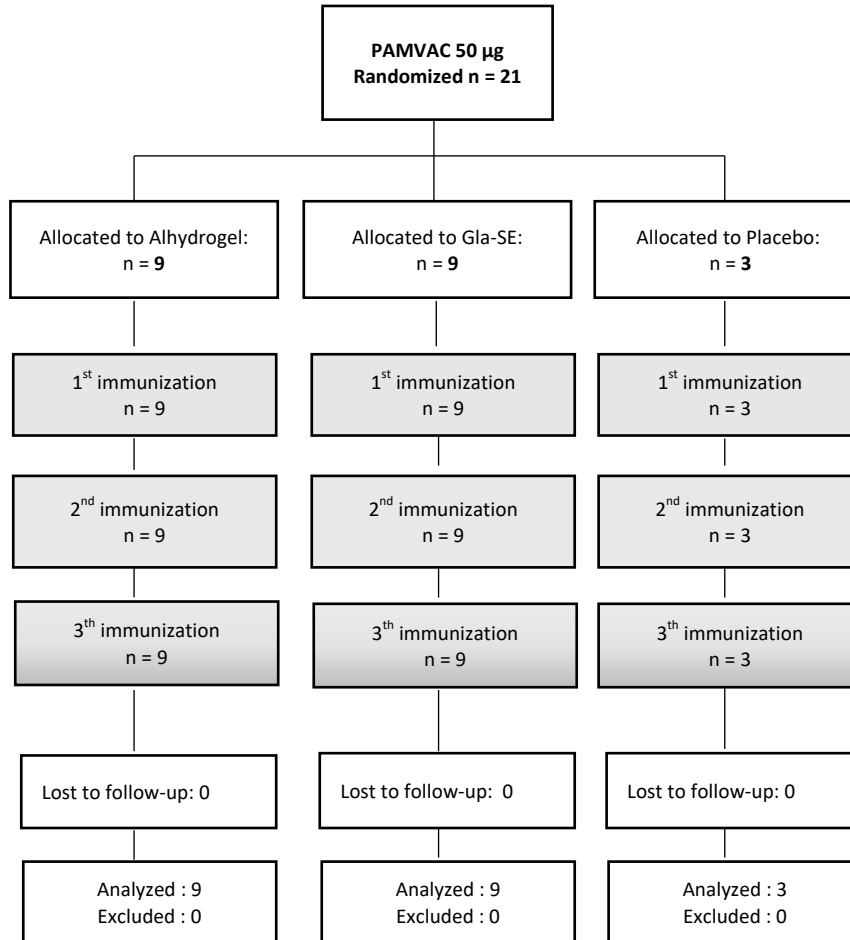 PAMVAC 50 µg
Randomized n = 21
Allocated to Alhydrogel:
n = 9
Allocated to Gla-SE:
n = 9
Allocated to Placebo:
n = 3
1st immunization
n = 9
1st immunization
n = 9
1st immunization
n = 3
2nd immunization
n = 9
2nd immunization
n = 9
2nd immunization
n = 3
3th immunization
n = 9
3th immunization
n = 9
3th immunization
n = 3
Lost to follow-up: 0
Lost to follow-up: 0
Lost to follow-up: 0
Analyzed : 9
Excluded : 0
Analyzed : 9
Excluded : 0
Analyzed : 3
Excluded : 0